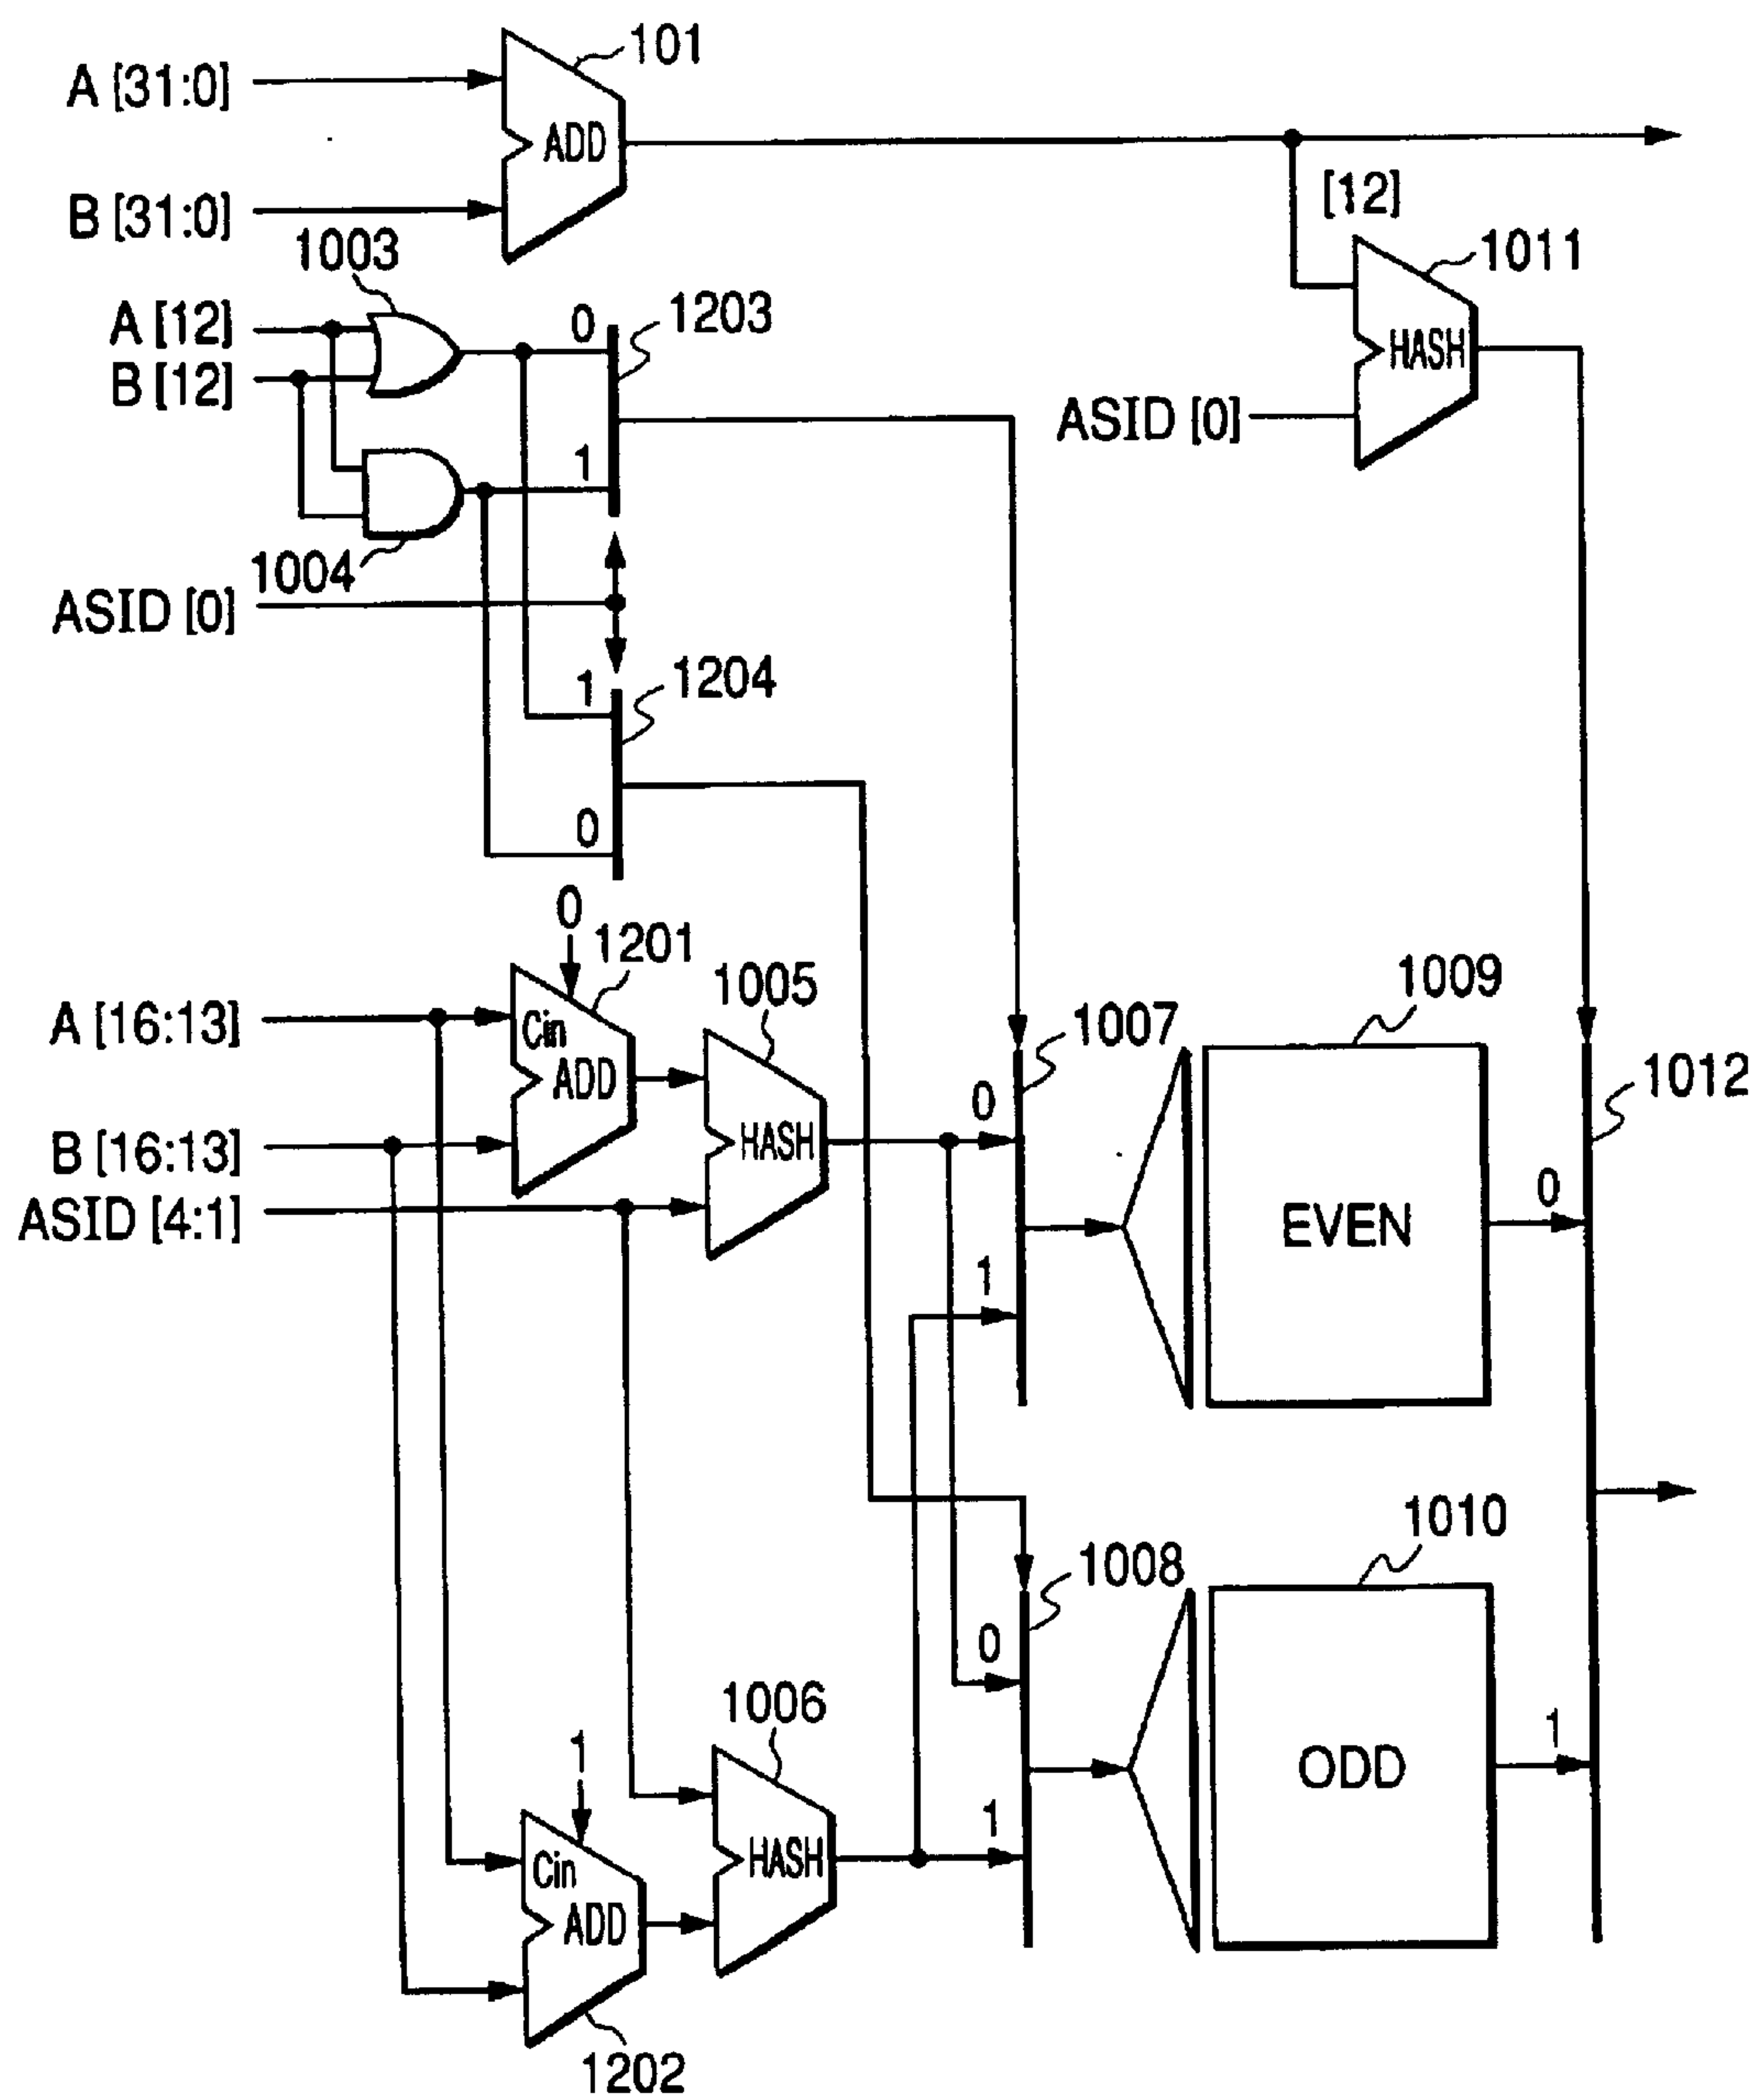 101
A [31:0]
ADD
B [31:0]
[12]
1003
1011
A [12]
0
1203
B [12]
HASH
ASID [0]
1
1004
ASID [0]
1
1204
0
0
1201
1005
1009
A [16:13]
Cin
1007
ADD
0
1012
B [16:13]
HASH
ASID [4:1]
0
EVEN
1
1010
1008
0
1006
1
1
ODD
1
Cin
HASH
ADD
1202